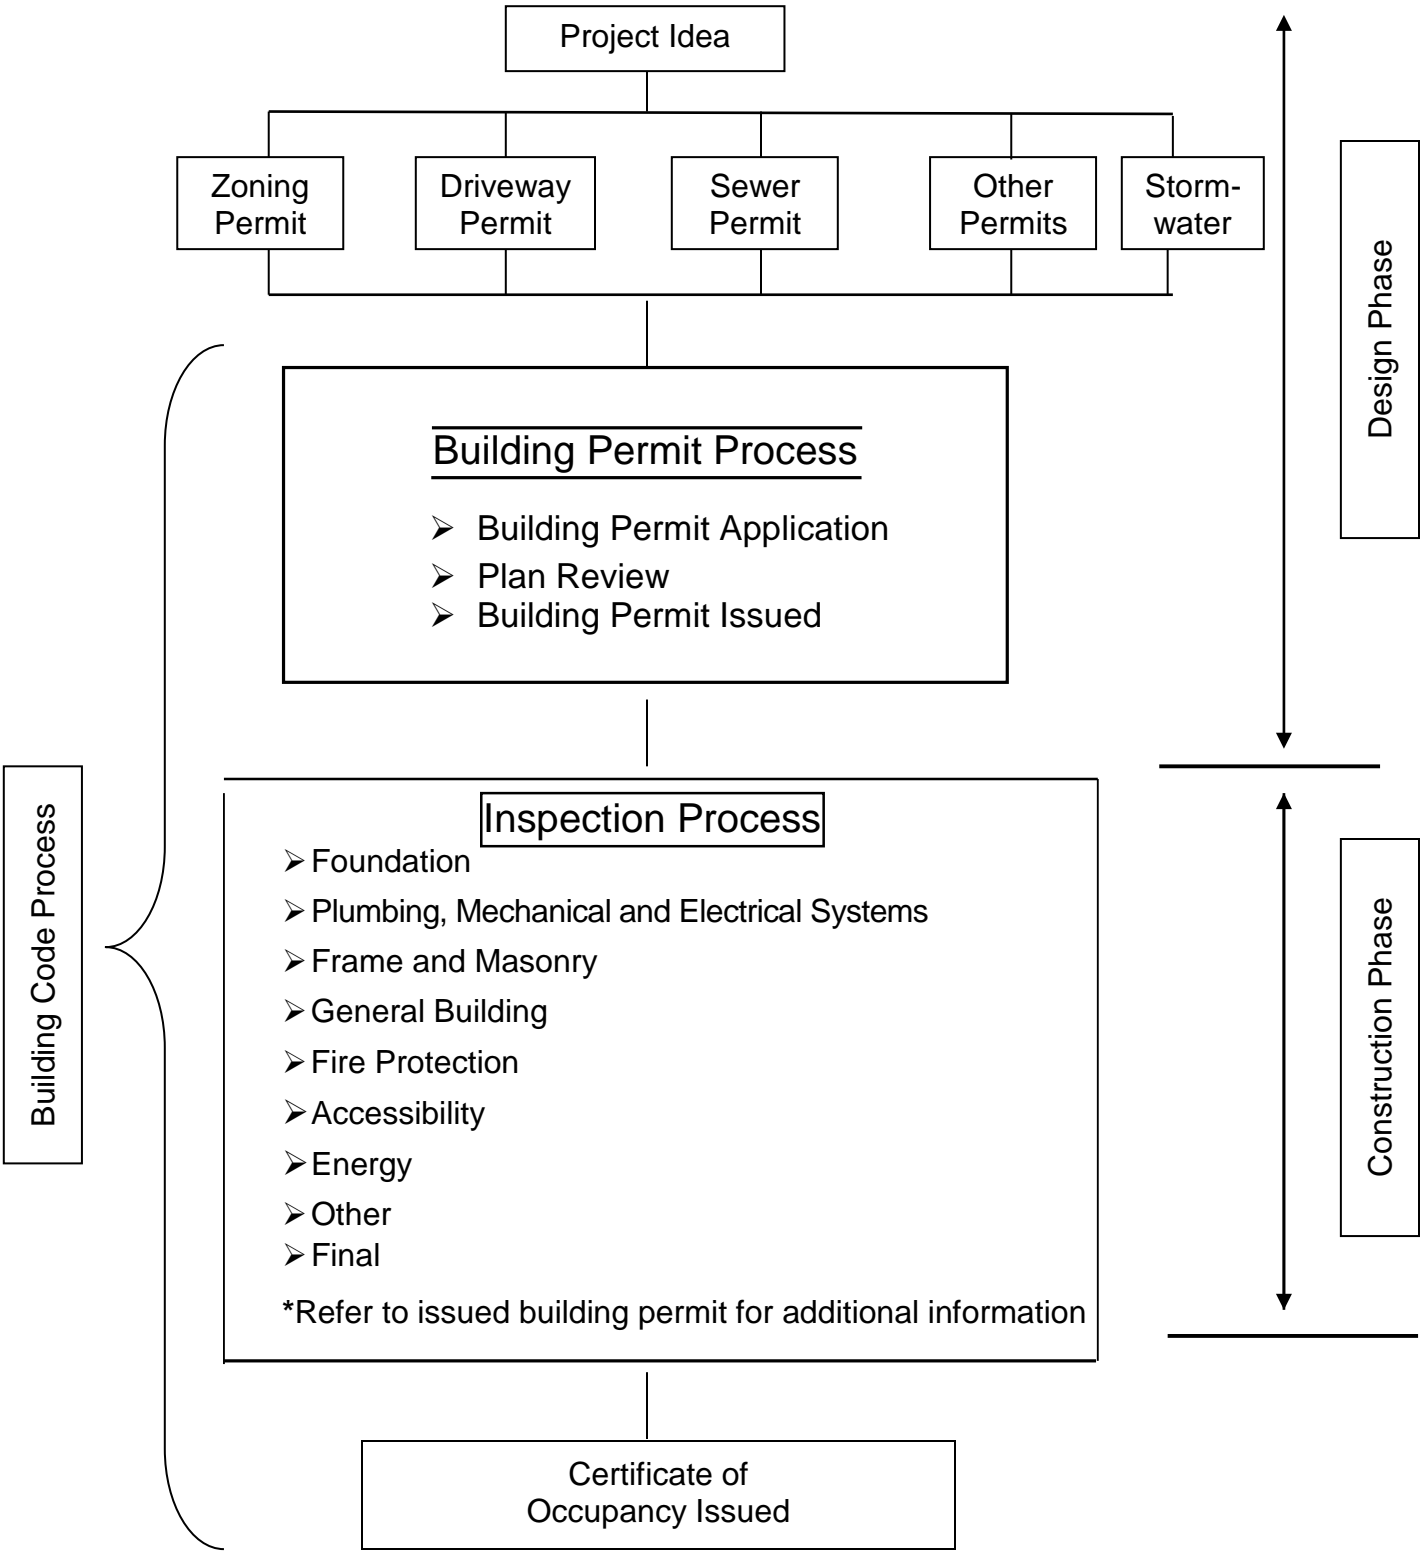 Project Idea
Zoning
Permit
Driveway
Permit
Sewer
Permit
Other
Permits
Storm-
water
Design Phase
Building Permit Process
➢ Building Permit Application
➢ Plan Review
➢ Building Permit Issued
Building Code Process
Inspection Process
➢ Foundation
➢ Plumbing, Mechanical and Electrical Systems
➢ Frame and Masonry
➢ General Building
➢ Fire Protection
➢ Accessibility
➢ Energy
➢ Other
➢ Final
*Refer to issued building permit for additional information
Construction Phase
Certificate of
Occupancy Issued